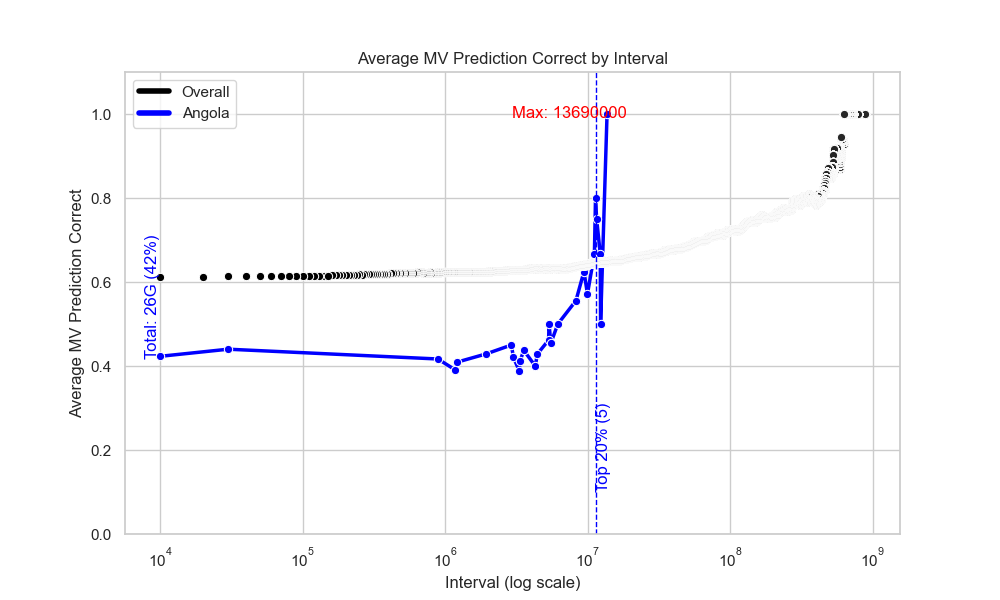 Average MV Prediction Correct by Interval
Overall
Angola
Max: 13690000
Total: 26G (42%)
Top 20% (5)
Average MV Prediction Correct
1.0
0.8
0.6
0.4
0.2
0.0
10^4
10^5
10^6
10^7
10^8
10^9
Interval (log scale)